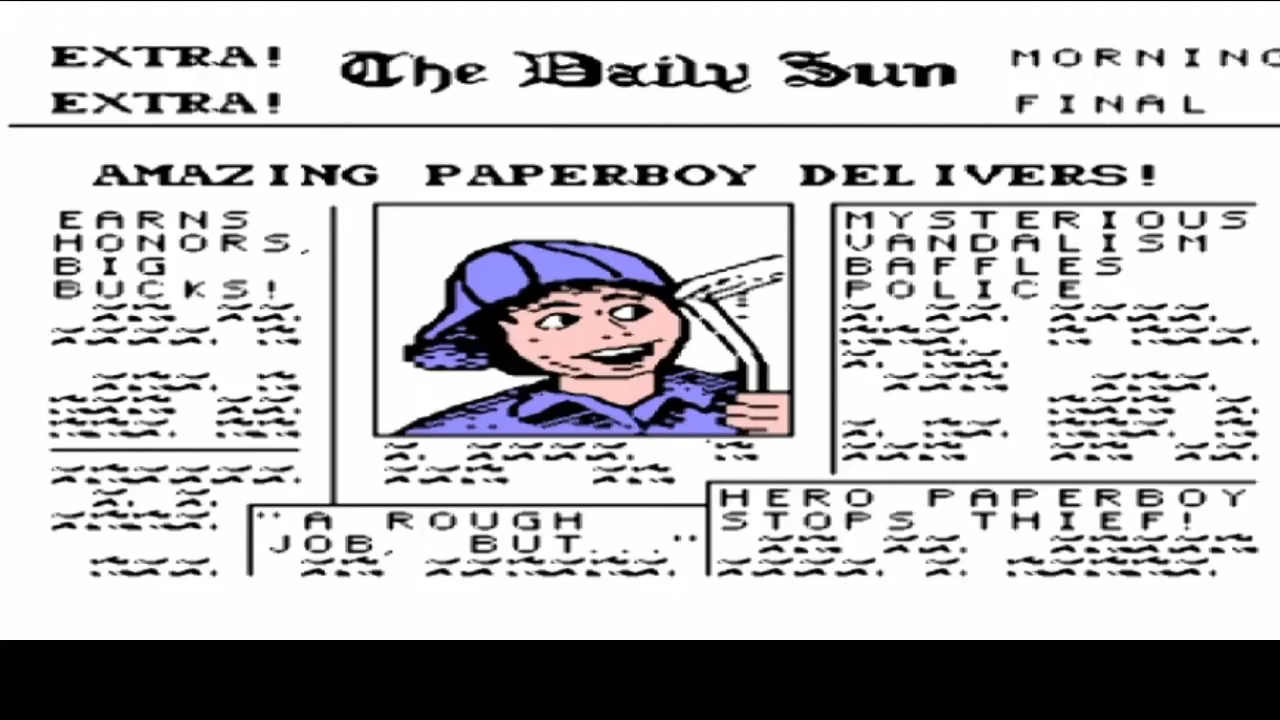 EXTRA!
EXTRA!
The Daily Sun
MORNING
FINAL
AMAZING PAPERBOY DELIVERS!
EARNS
HONORS,
BIG
BUCKS!
MYSTERIOUS
VANDALISM
BAFFLES
POLICE
"A ROUGH
JOB, BUT..."
HERO PAPERBOY
STOPS THIEF!